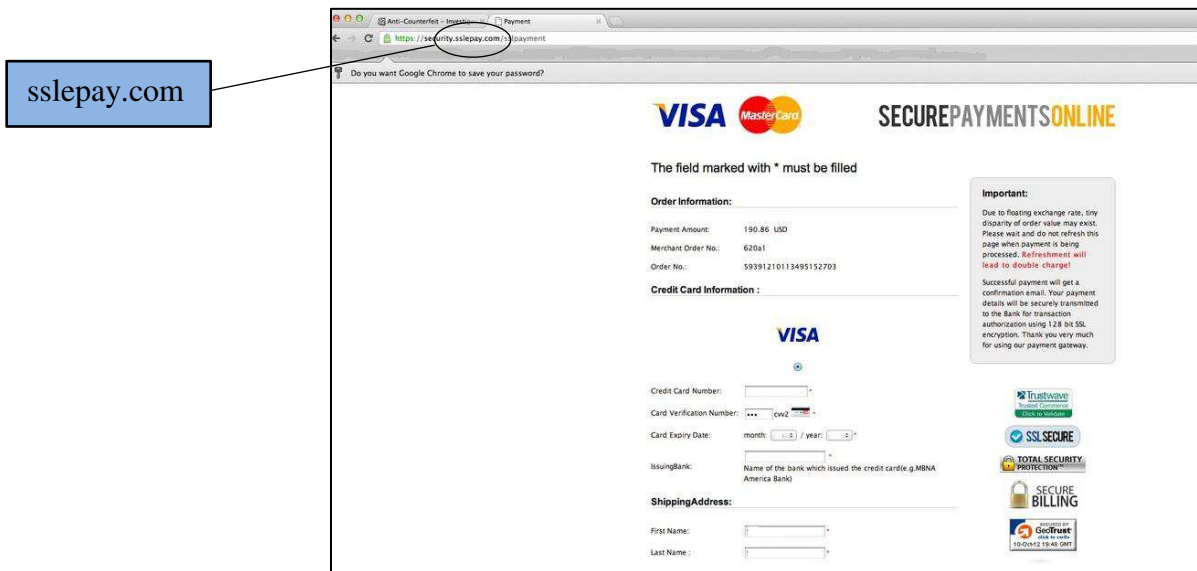 Anti-Counterfeit – Investig
Payment
https://security.sslepay.com/sslpayment
Do you want Google Chrome to save your password?
sslepay.com
VISA MasterCard SECUREPAYMENTSONLINE
The field marked with * must be filled
Order Information:
Payment Amount: 190.86 USD
Merchant Order No.: 620a1
Order No.: S9391210113495152703
Credit Card Information :
VISA
Credit Card Number: *
Card Verification Number: ••• cvv2 *
Card Expiry Date: month: / year: *
IssuingBank: *
Name of the bank which issued the credit card(e.g.MBNA
America Bank)
ShippingAddress:
First Name: *
Last Name : *
Important:
Due to floating exchange rate, tiny
disparity of order value may exist.
Please wait and do not refresh this
page when payment is being
processed. Refreshment will
lead to double charge!
Successful payment will get a
confirmation email. Your payment
details will be securely transmitted
to the Bank for transaction
authorization using 128 bit SSL
encryption. Thank you very much
for using our payment gateway.
Trustwave
Trusted Commerce
Click to Validate
SSL SECURE
TOTAL SECURITY
PROTECTION™
SECURE
BILLING
SECURED BY
GeoTrust
click to verify
10-Oct-12 19:48 GMT